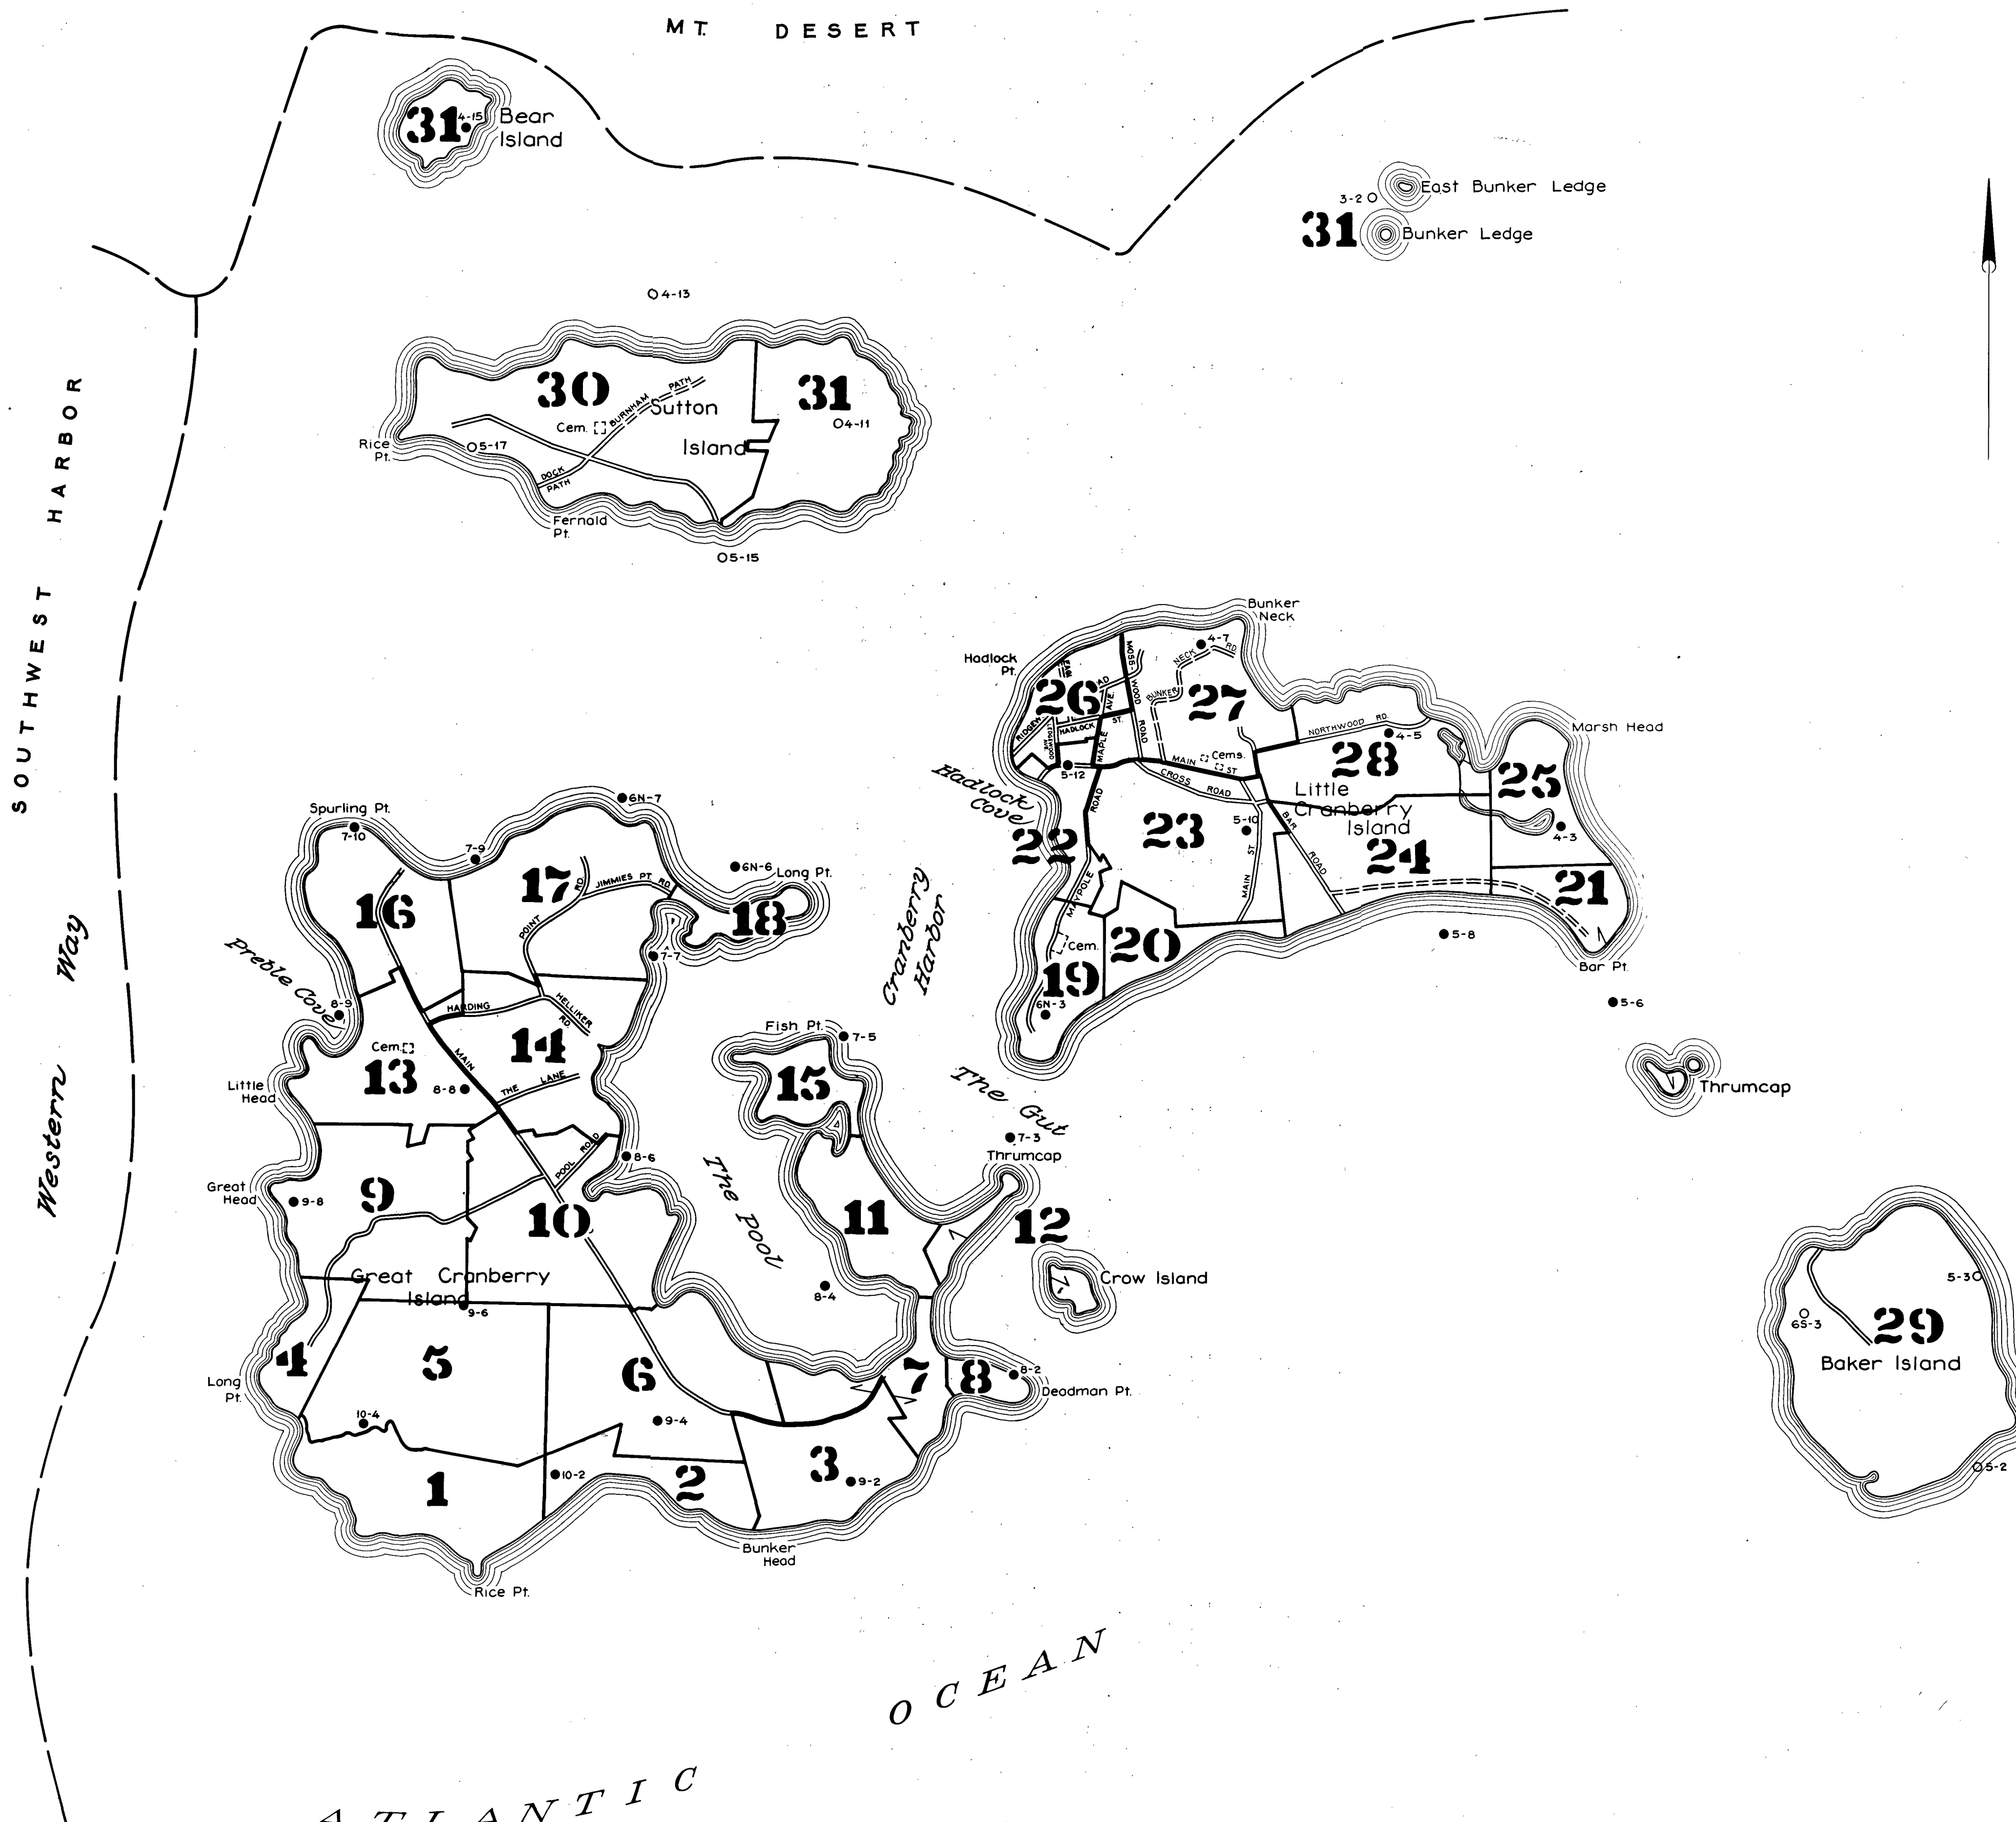 MT. DESERT
31
4-15
Bear
Island
East Bunker Ledge
3-2
31
Bunker Ledge
4-13
SOUTHWEST HARBOR
30
31
BURNHAM PATH
Sutton
Cem.
4-11
Rice
Pt.
5-17
Island
DOCK
PATH
Fernald
Pt.
5-15
Bunker
Neck
4-7
Hadlock
Pt.
MOSSWOOD ROAD
BUNKER NECK RD
26
27
AVE.
HADLOCK ST.
MAPLE
NORTHWOOD RD.
4-5
Marsh Head
MAIN ST
Cems.
28
25
5-12
CROSS ROAD
Little
Cranberry
Island
Hadlock
Cove
ROAD
22
23
5-10
BAR ROAD
4-3
24
MAIN ST
21
MAYPOLE
Cem.
20
19
6N-3
5-8
Bar Pt.
5-6
Thrumcap
Cranberry
Harbor
6N-7
Spurling Pt.
7-10
7-9
6N-6
Long Pt.
17
JIMMIES PT RD
POINT RD
16
18
Preble Cove
7-7
8-9
HARDING
HELLIKER
RD.
Western Way
Fish Pt.
7-5
Cem.
14
MAIN
13
8-8
THE LANE
15
Little
Head
The Gut
7-3
Thrumcap
POOL ROAD
8-6
The Pool
Great
Head
9-8
9
10
11
12
Great Cranberry
Island
9-6
8-4
Crow Island
5-3
6S-3
29
Baker Island
5-2
4
5
6
7
8
8-2
Deadman Pt.
Long
Pt.
10-4
9-4
3
9-2
1
10-2
2
Bunker
Head
Rice Pt.
OCEAN
ATLANTIC